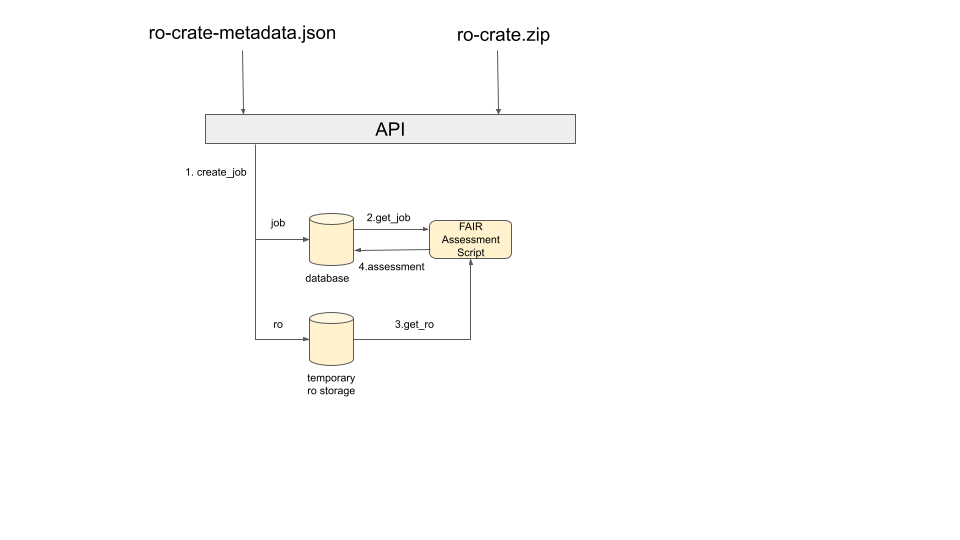 ro-crate-metadata.json
ro-crate.zip
API
1. create_job
job
2.get_job
FAIR
Assessment
Script
4.assessment
database
ro
3.get_ro
temporary
ro storage